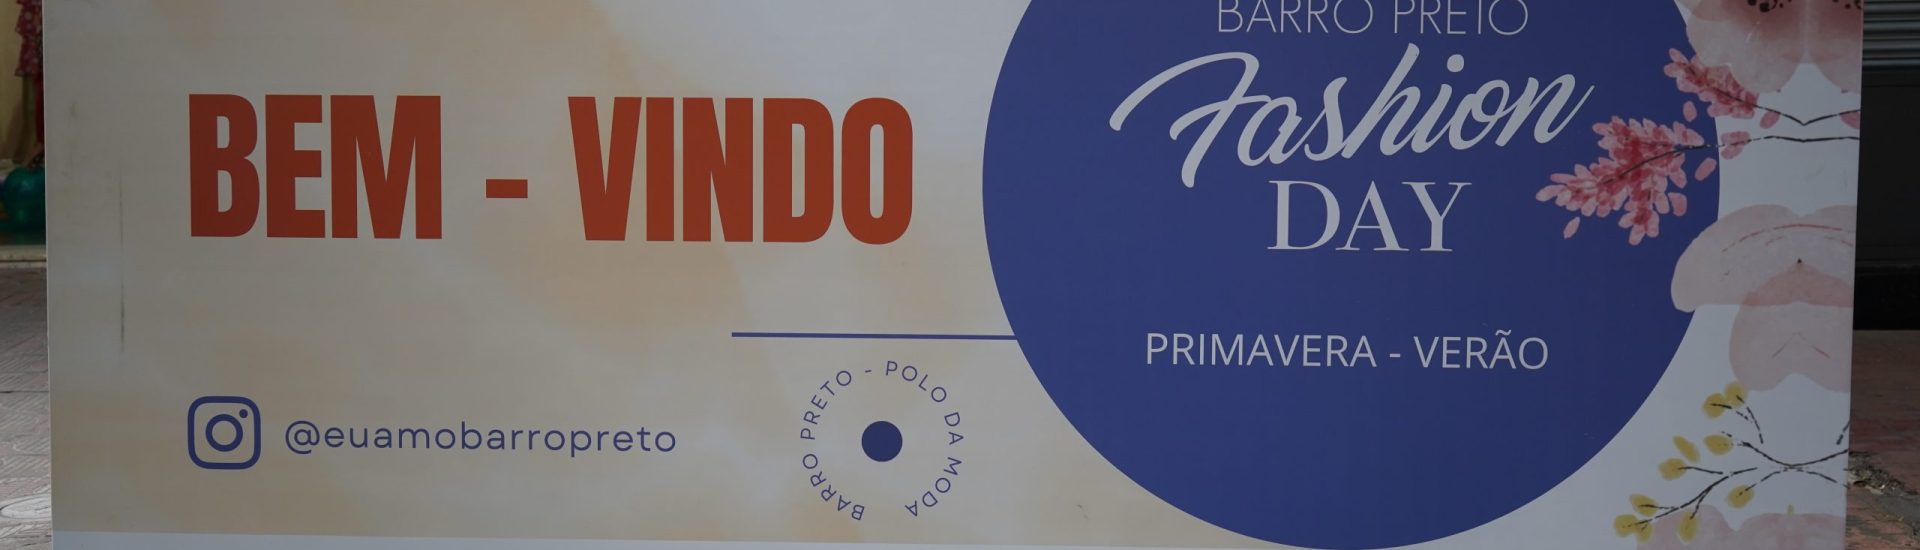 BEM - VINDO
@euamobarropreto
BARRO PRETO - POLO DA MODA
BARRO PRETO
Fashion
DAY
PRIMAVERA - VERÃO